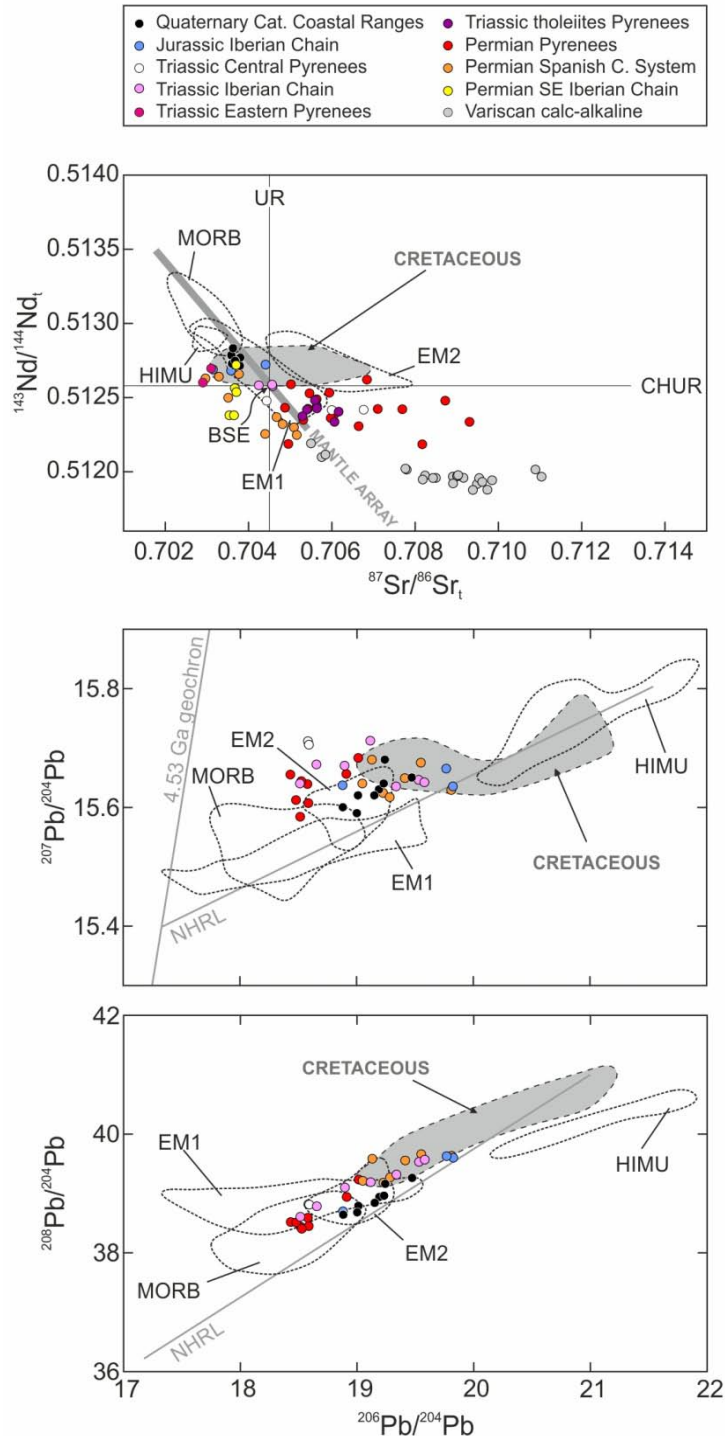 Quaternary Cat. Coastal Ranges
Jurassic Iberian Chain
Triassic Central Pyrenees
Triassic Iberian Chain
Triassic Eastern Pyrenees
Triassic tholeiites Pyrenees
Permian Pyrenees
Permian Spanish C. System
Permian SE Iberian Chain
Variscan calc-alkaline
0.5140
0.5135
0.5130
0.5125
0.5120
143Nd/144Ndt
UR
MORB
CRETACEOUS
HIMU
EM2
CHUR
BSE
EM1
MANTLE ARRAY
0.702 0.704 0.706 0.708 0.710 0.712 0.714
87Sr/86Srt
15.8
15.6
15.4
207Pb/204Pb
4.53 Ga geochron
EM2
MORB
HIMU
EM1
CRETACEOUS
NHRL
42
40
38
36
208Pb/204Pb
CRETACEOUS
EM1
HIMU
EM2
MORB
NHRL
17 18 19 20 21 22
206Pb/204Pb